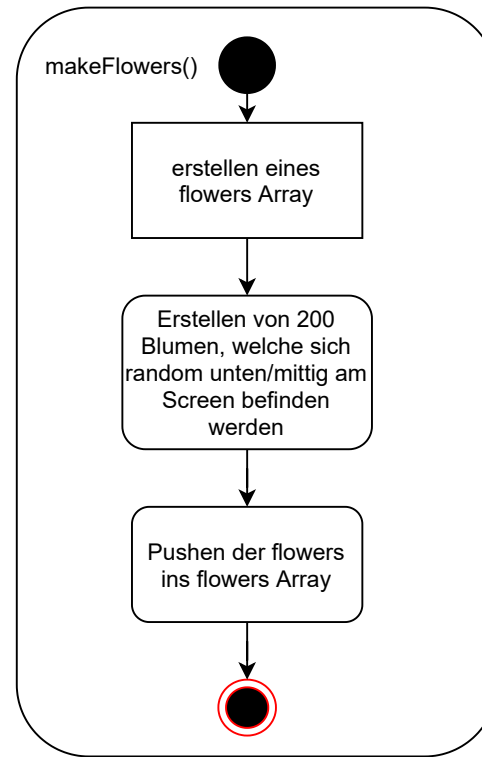 makeFlowers()
erstellen eines
flowers Array
Erstellen von 200
Blumen, welche sich
random unten/mittig am
Screen befinden
werden
Pushen der flowers
ins flowers Array